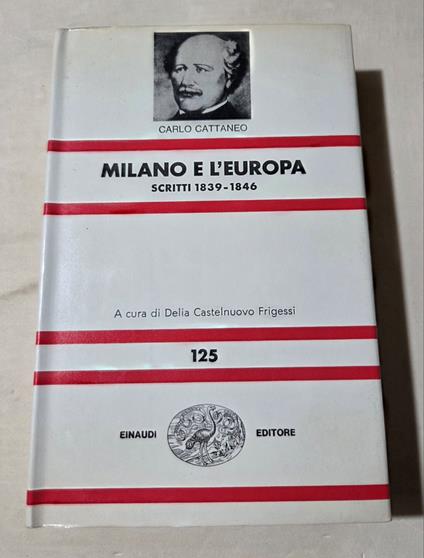 CARLO CATTANEO
MILANO E L'EUROPA
SCRITTI 1839-1846
A cura di Delia Castelnuovo Frigessi
125
EINAUDI EDITORE